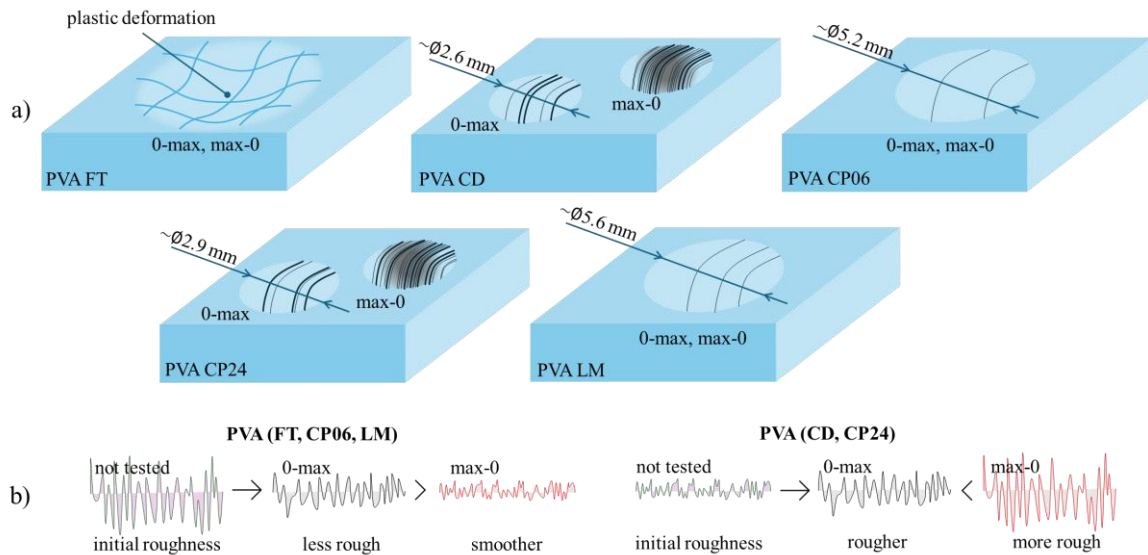 plastic deformation
a)
0-max, max-0
PVA FT
~Ø2.6 mm
0-max
max-0
PVA CD
~Ø5.2 mm
0-max, max-0
PVA CP06
~Ø2.9 mm
0-max
max-0
PVA CP24
~Ø5.6 mm
0-max, max-0
PVA LM
b)
PVA (FT, CP06, LM)
not tested
0-max
>
max-0
initial roughness
less rough
smoother
PVA (CD, CP24)
not tested
0-max
<
max-0
initial roughness
rougher
more rough